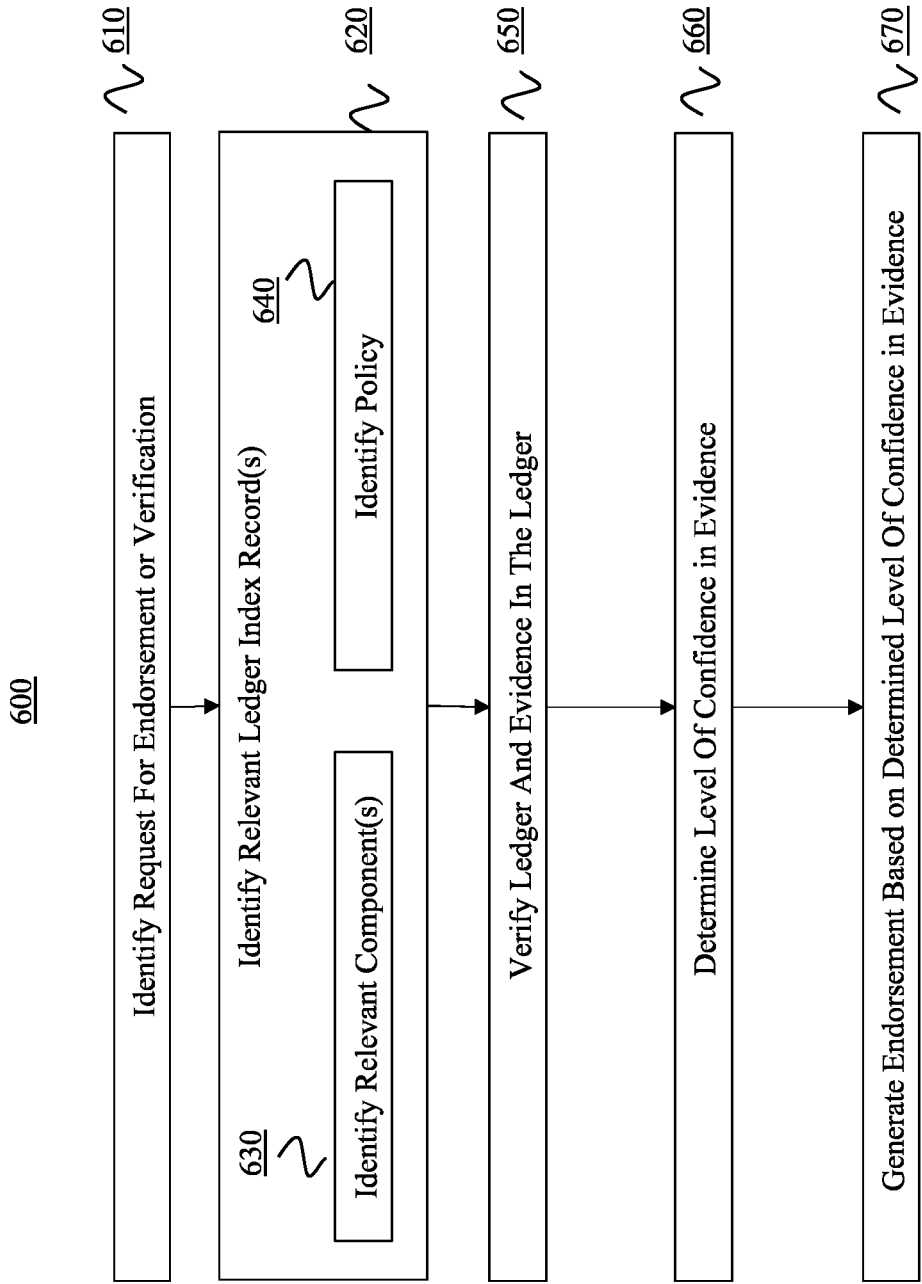 600
Identify Request For Endorsement or Verification
610
Identify Relevant Ledger Index Record(s)
620
630
Identify Relevant Component(s)
640
Identify Policy
Verify Ledger And Evidence In The Ledger
650
Determine Level Of Confidence in Evidence
660
Generate Endorsement Based on Determined Level Of Confidence in Evidence
670